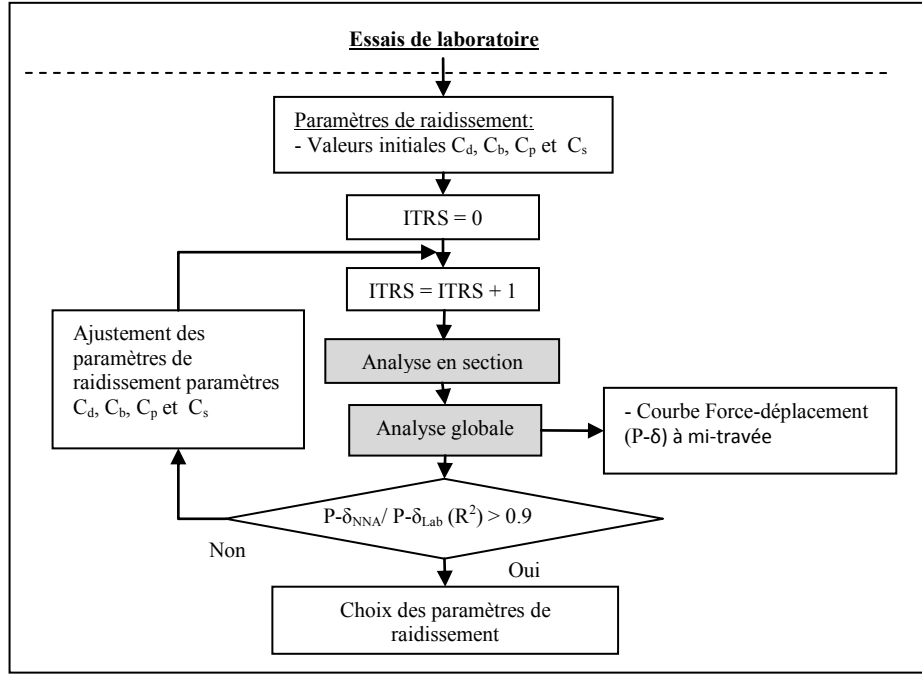 Essais de laboratoire
Paramètres de raidissement:
- Valeurs initiales Cd, Cb, Cp et Cs
ITRS = 0
ITRS = ITRS + 1
Ajustement des
paramètres de
raidissement paramètres
Cd, Cb, Cp et Cs
Analyse en section
Analyse globale
- Courbe Force-déplacement
(P-δ) à mi-travée
P-δNNA/ P-δLab (R²) > 0.9
Non
Oui
Choix des paramètres de
raidissement